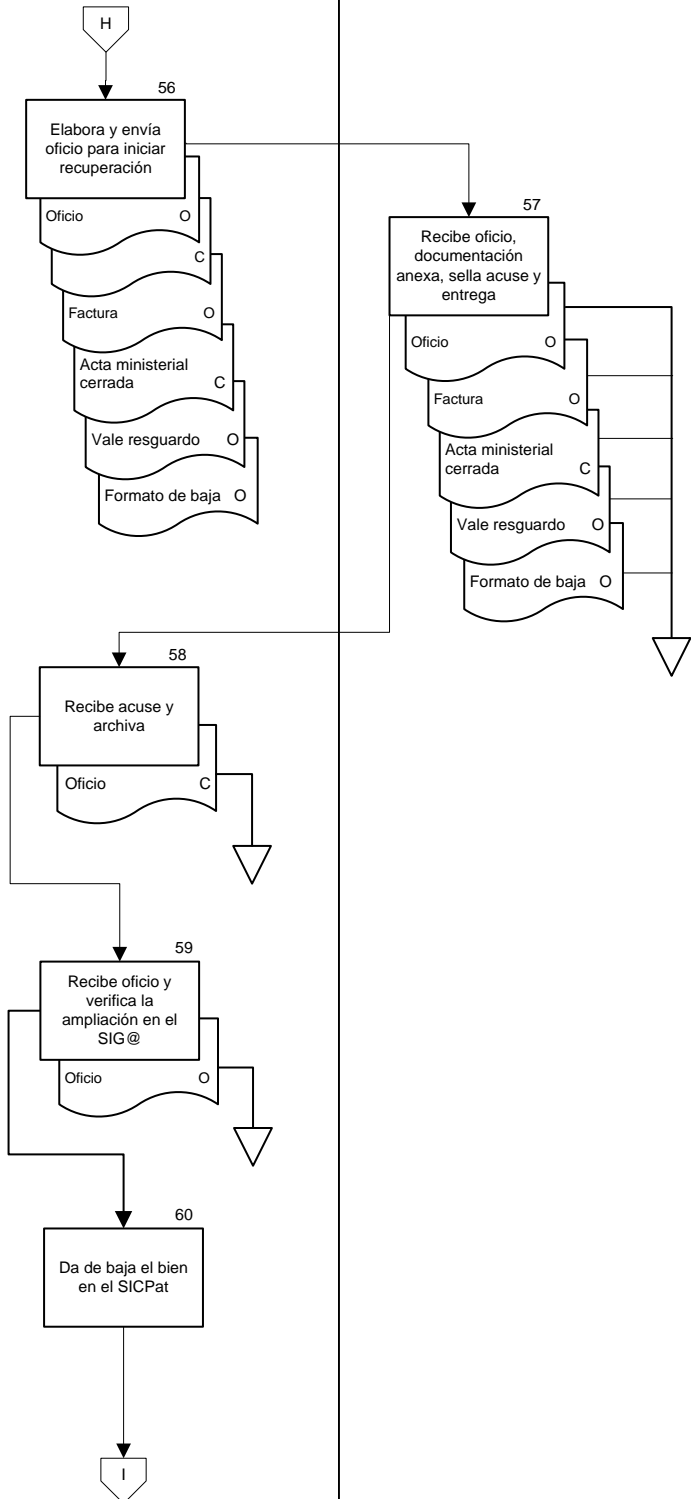 H
56
Elabora y envía
oficio para iniciar
recuperación
Oficio O
C
Factura O
Acta ministerial
cerrada C
Vale resguardo O
Formato de baja O
57
Recibe oficio,
documentación
anexa, sella acuse y
entrega
Oficio O
Factura O
Acta ministerial
cerrada C
Vale resguardo O
Formato de baja O
58
Recibe acuse y
archiva
Oficio C
59
Recibe oficio y
verifica la
ampliación en el
SIG@
Oficio O
60
Da de baja el bien
en el SICPat
I